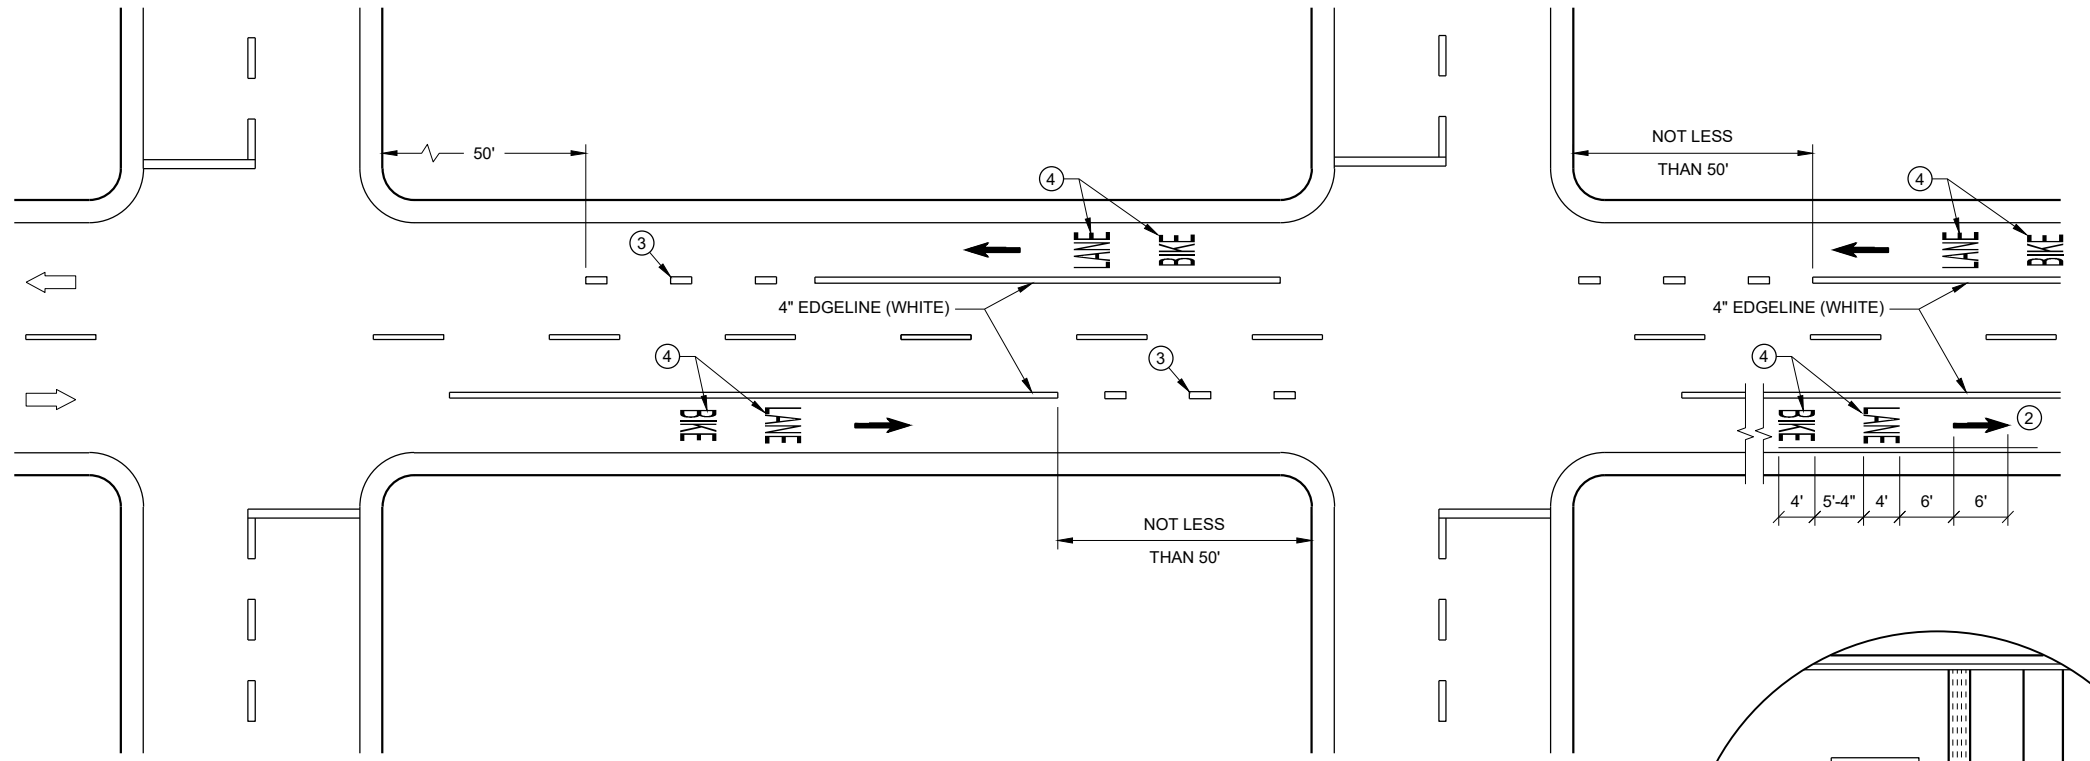 NOT LESS
50'
THAN 50'
4
4
LANE
BIKE
LANE
BIKE
3
4" EDGELINE (WHITE)
4" EDGELINE (WHITE)
4
3
4
BIKE
LANE
BIKE
LANE
2
4'
5'-4"
4'
6'
6'
NOT LESS
THAN 50'